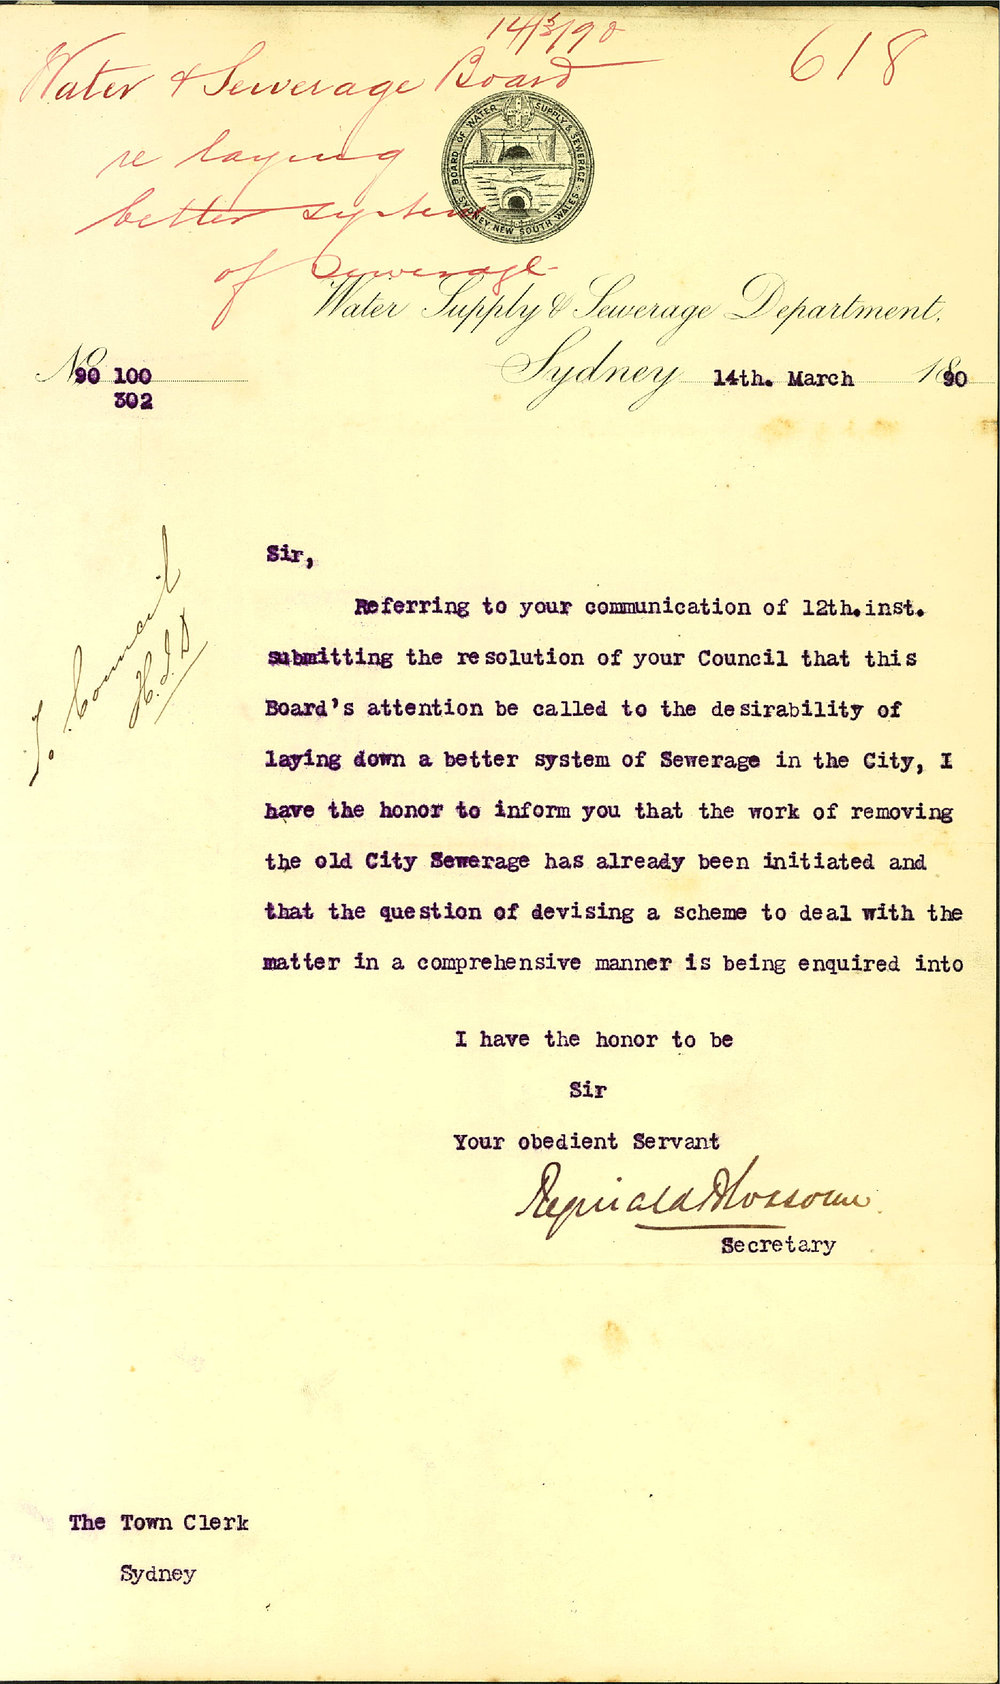 14/3/90
618
Water & Sewerage Board
re laying
better system
of Sewerage
BOARD OF WATER SUPPLY & SEWERAGE
SYDNEY, NEW SOUTH WALES
Water Supply & Sewerage Department,
No 90 100
302
Sydney 14th. March 1890
To Council
Sir,
Referring to your communication of 12th.inst.
submitting the resolution of your Council that this
Board's attention be called to the desirability of
laying down a better system of Sewerage in the City, I
have the honor to inform you that the work of removing
the old City Sewerage has already been initiated and
that the question of devising a scheme to deal with the
matter in a comprehensive manner is being enquired into
I have the honor to be
Sir
Your obedient Servant
Reginald
Secretary
The Town Clerk
Sydney